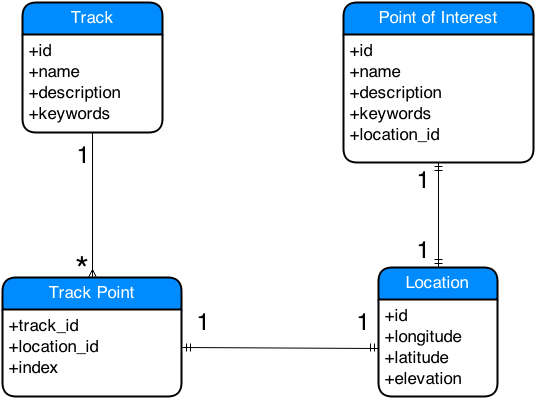 Track
+id
+name
+description
+keywords
Point of Interest
+id
+name
+description
+keywords
+location_id
1
*
1
1
Track Point
+track_id
+location_id
+index
1
1
Location
+id
+longitude
+latitude
+elevation